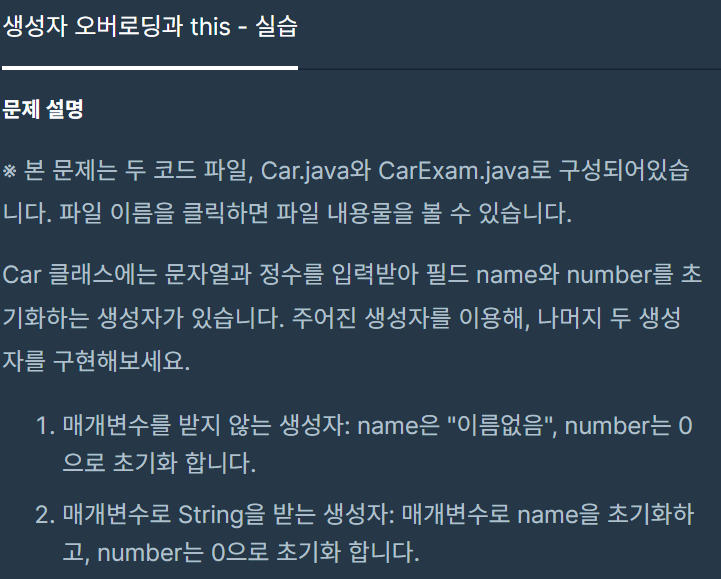 생성자 오버로딩과 this - 실습
문제 설명
※ 본 문제는 두 코드 파일, Car.java와 CarExam.java로 구성되어있습
니다. 파일 이름을 클릭하면 파일 내용물을 볼 수 있습니다.
Car 클래스에는 문자열과 정수를 입력받아 필드 name와 number를 초
기화하는 생성자가 있습니다. 주어진 생성자를 이용해, 나머지 두 생성
자를 구현해보세요.
1. 매개변수를 받지 않는 생성자: name은 "이름없음", number는 0
으로 초기화 합니다.
2. 매개변수로 String을 받는 생성자: 매개변수로 name을 초기화하
고, number는 0으로 초기화 합니다.